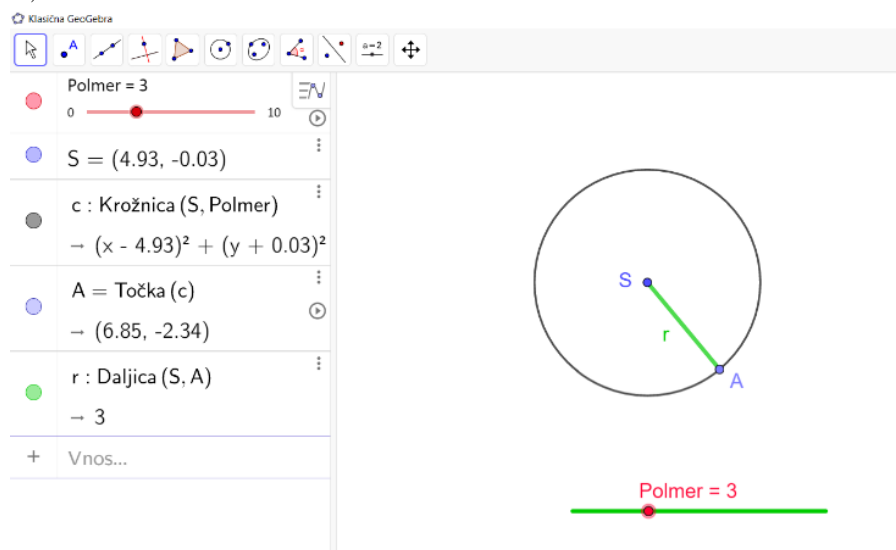 Klasična GeoGebra
A
a=2
Polmer = 3
0
10
S = (4.93, -0.03)
c : Krožnica (S, Polmer)
→ (x - 4.93)² + (y + 0.03)²
A = Točka (c)
→ (6.85, -2.34)
r : Daljica (S, A)
→ 3
+ Vnos...
S
r
A
Polmer = 3